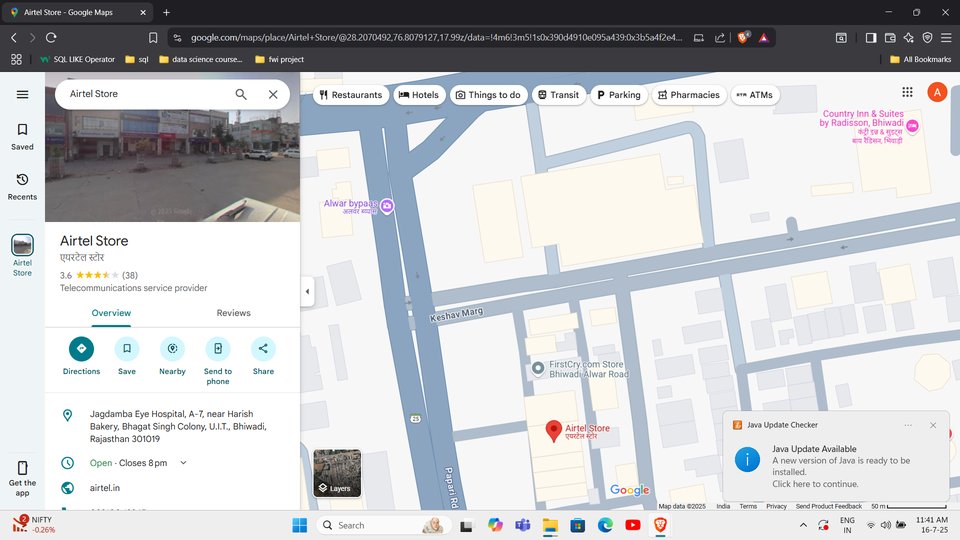 Airtel Store - Google Maps
google.com/maps/place/Airtel+Store/@28.2070492,76.8079127,17.99z/data=!4m6!3m5!1s0x390d4910e095a439:0x3b5a4f2e4...
4
SQL LIKE Operator
sql
data science course...
fwi project
All Bookmarks
Airtel Store
Restaurants
Hotels
Things to do
Transit
Parking
Pharmacies
ATMs
A
Saved
Recents
Airtel
Store
Get the
app
© 2025 Google
Airtel Store
एयरटेल स्टोर
3.6 (38)
Telecommunications service provider
Overview
Reviews
Directions
Save
Nearby
Send to
phone
Share
Jagdamba Eye Hospital, A-7, near Harish
Bakery, Bhagat Singh Colony, U.I.T., Bhiwadi,
Rajasthan 301019
Open · Closes 8 pm
airtel.in
Country Inn & Suites
by Radisson, Bhiwadi
Alwar bypaas
Keshav Marg
FirstCry.com Store
Bhiwadi Alwar Road
25
Airtel Store
एयरटेल स्टोर
Papari Rd
Layers
Google
Java Update Checker
Java Update Available
A new version of Java is ready to be
installed.
Click here to continue.
Map data ©2025
India
Terms
Privacy
Send Product Feedback
50 m
2
NIFTY
-0.26%
Search
ENG
IN
11:41 AM
16-7-25